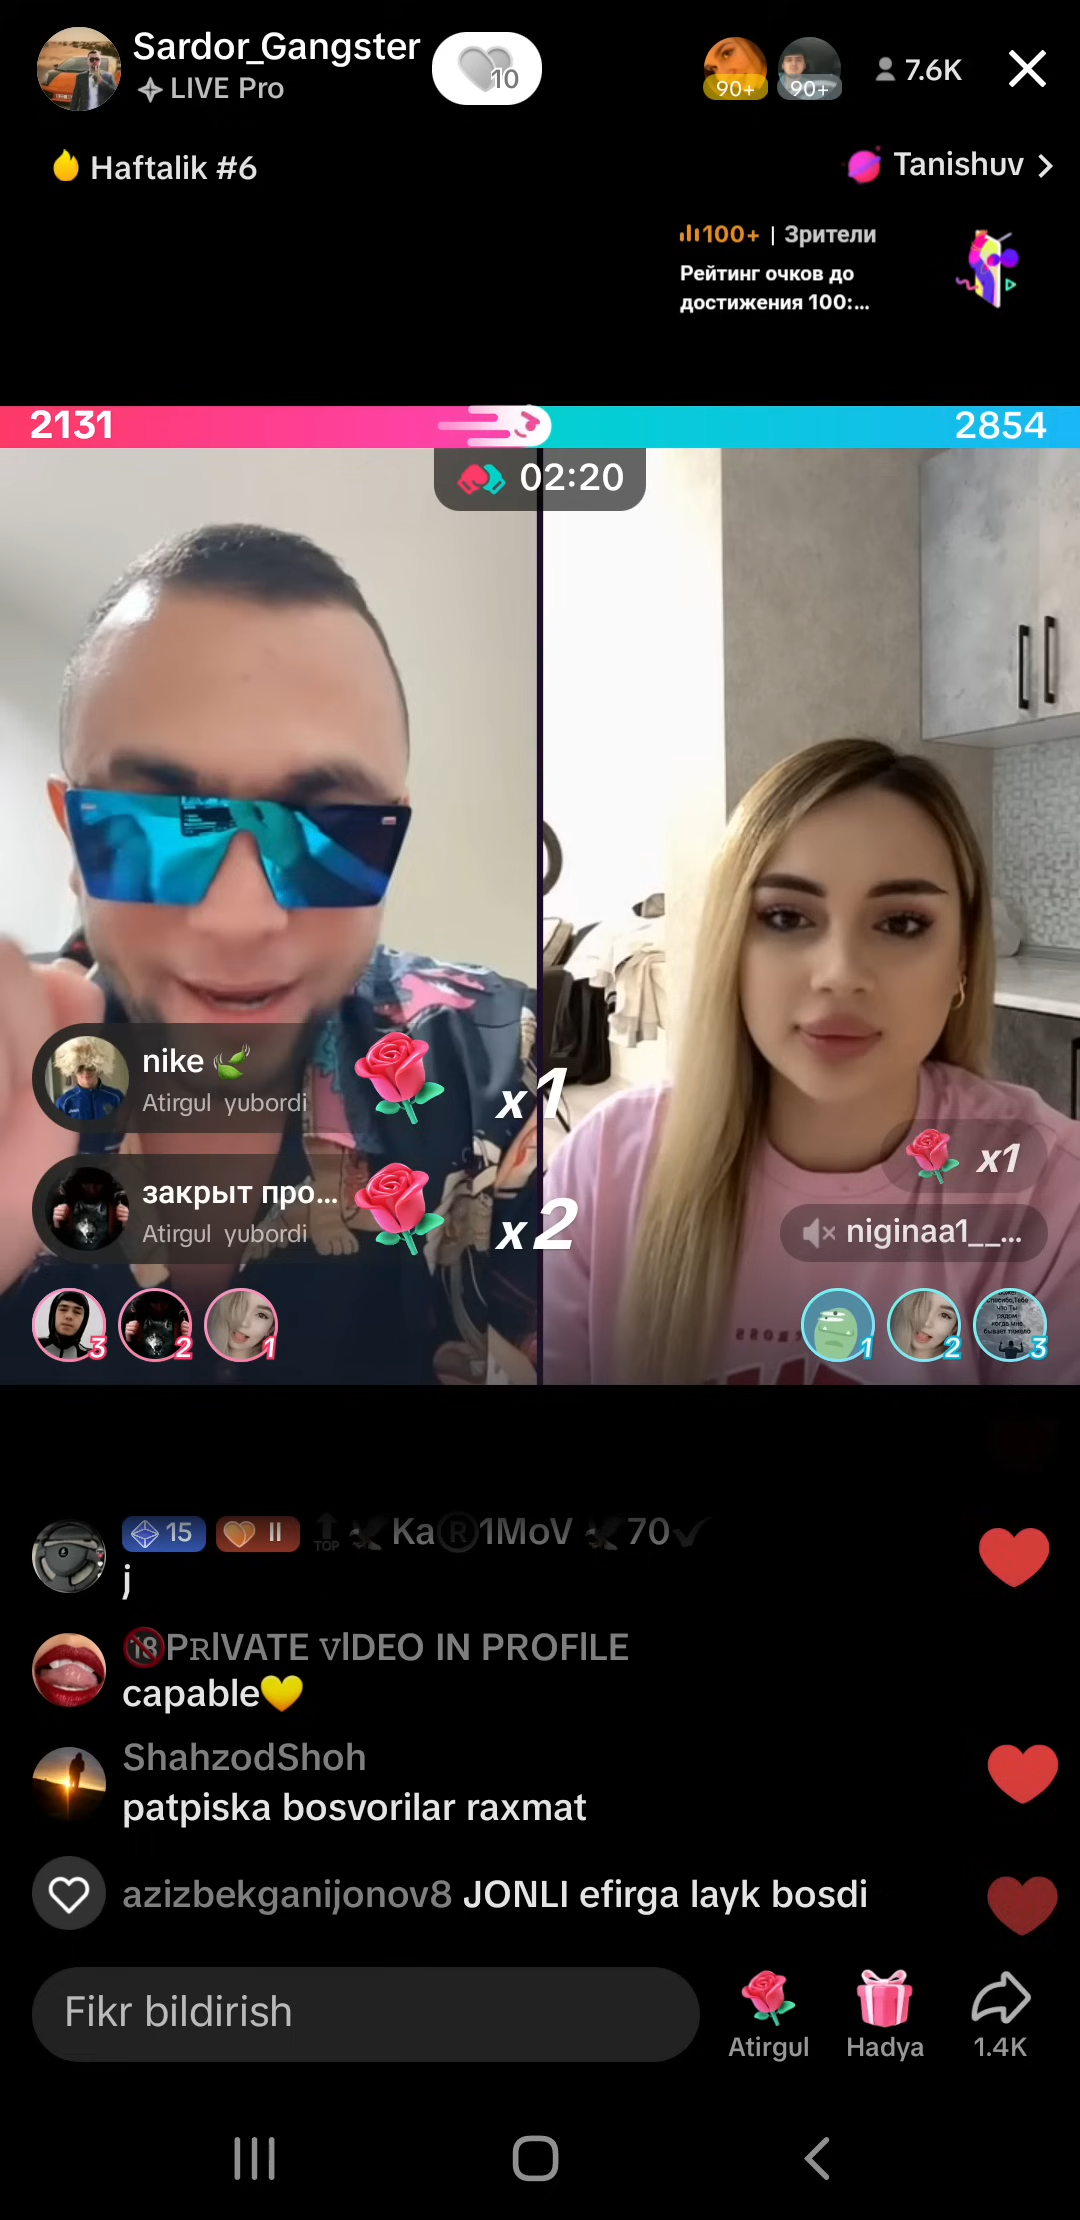 Sardor_Gangster
LIVE Pro
10
90+
90+
7.6K
Haftalik #6
Tanishuv
100+ | Зрители
Рейтинг очков до
достижения 100:...
2131
2854
02:20
nike
Atirgul yubordi
x1
закрыт про...
Atirgul yubordi
x2
x1
niginaa1__...
3
2
1
1
2
3
15
II
TOP
Ka®1MoV
70
j
🔞PRIVATE VIDEO IN PROFILE
capable💛
ShahzodShoh
patpiska bosvorilar raxmat
azizbekganijonov8 JONLI efirga layk bosdi
Fikr bildirish
Atirgul
Hadya
1.4K